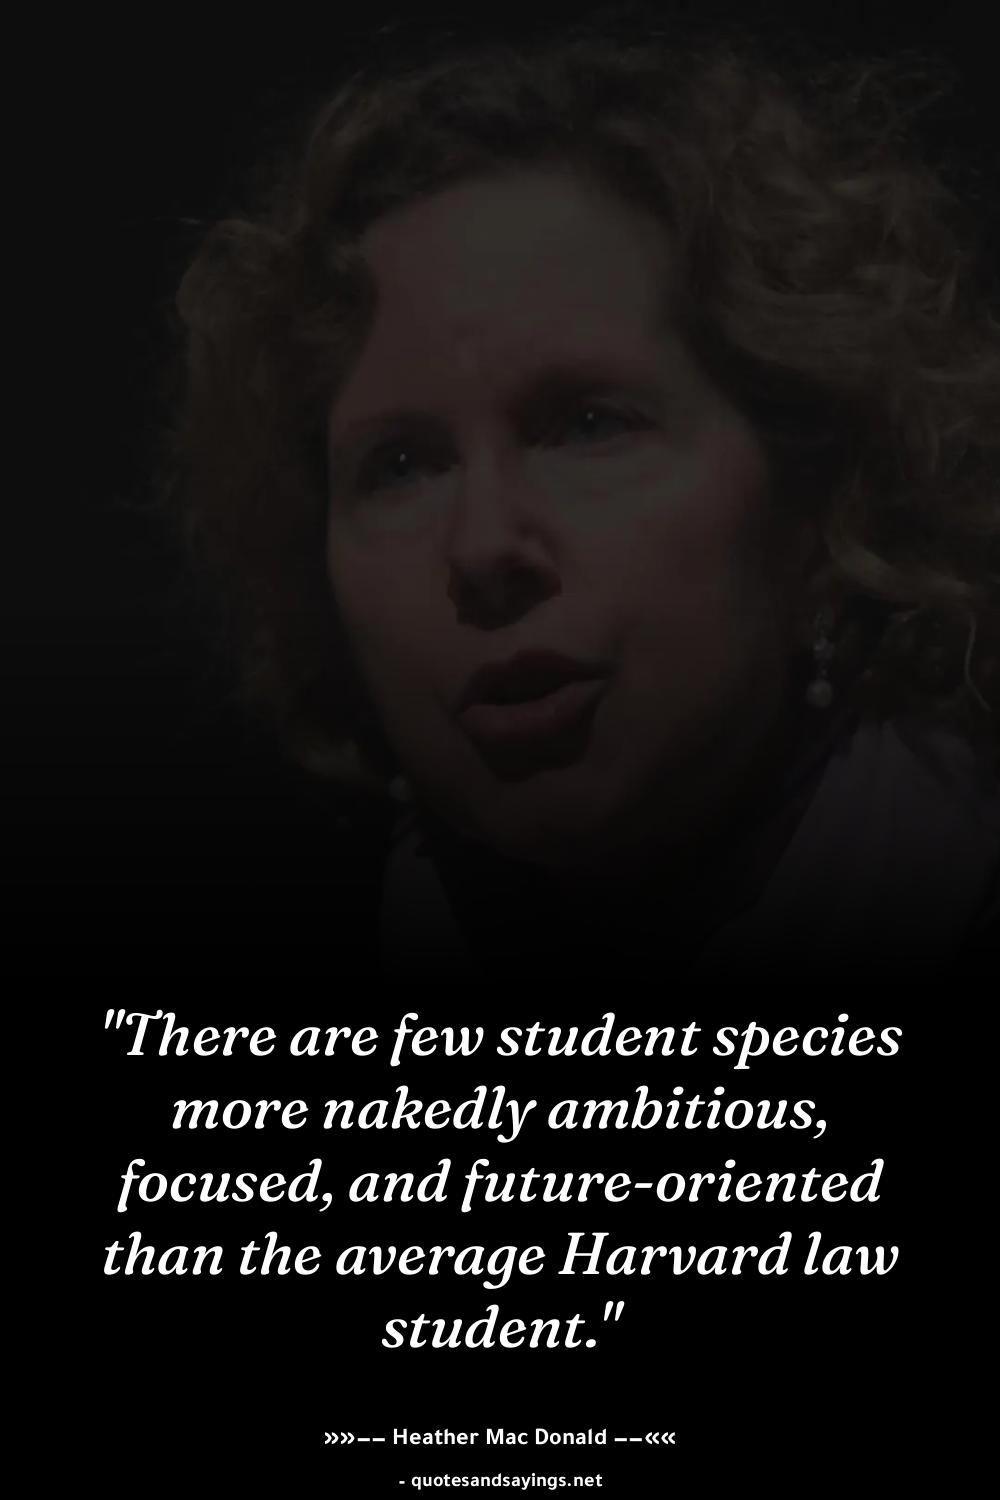 "There are few student species
more nakedly ambitious,
focused, and future-oriented
than the average Harvard law
student."
»»−− Heather Mac Donald −−««
- quotesandsayings.net